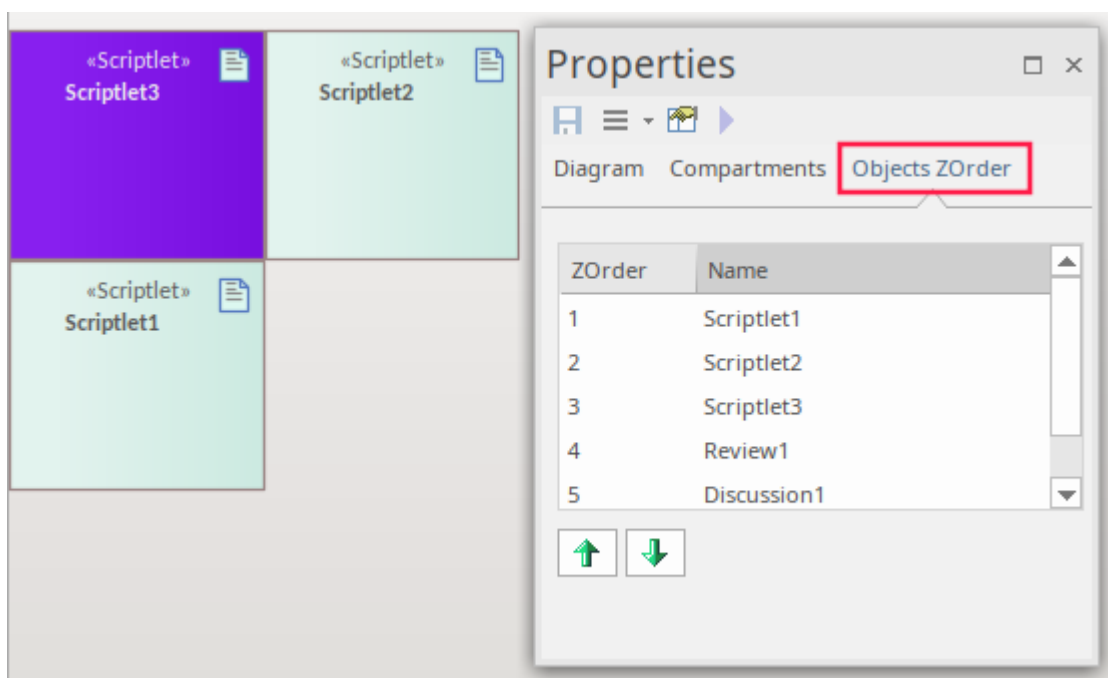 «Scriptlet»
Scriptlet3
«Scriptlet»
Scriptlet2
«Scriptlet»
Scriptlet1
Properties
Diagram Compartments Objects ZOrder
ZOrder Name
1 Scriptlet1
2 Scriptlet2
3 Scriptlet3
4 Review1
5 Discussion1